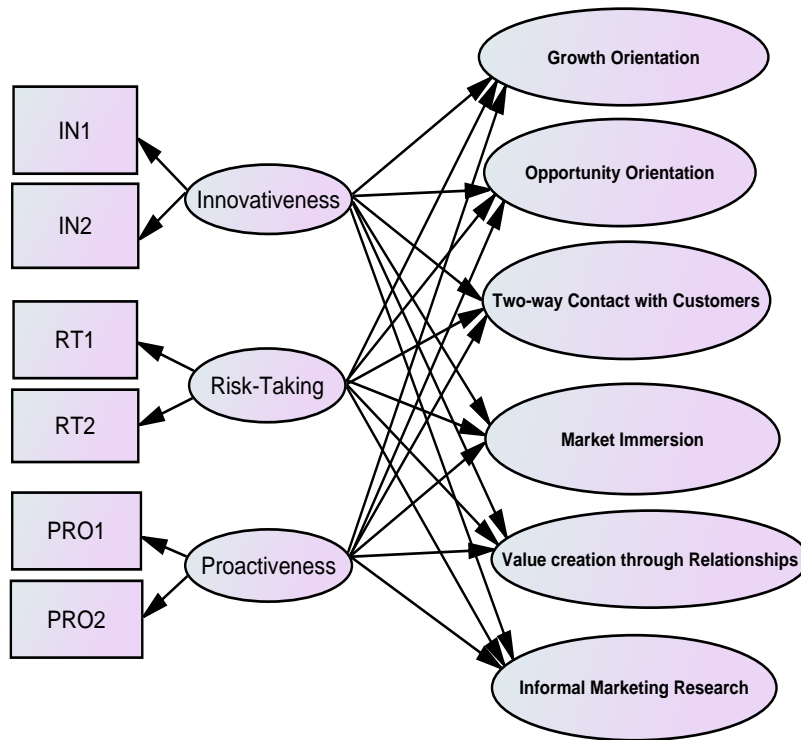 IN1
IN2
RT1
RT2
PRO1
PRO2
Innovativeness
Risk-Taking
Proactiveness
Growth Orientation
Opportunity Orientation
Two-way Contact with Customers
Market Immersion
Value creation through Relationships
Informal Marketing Research